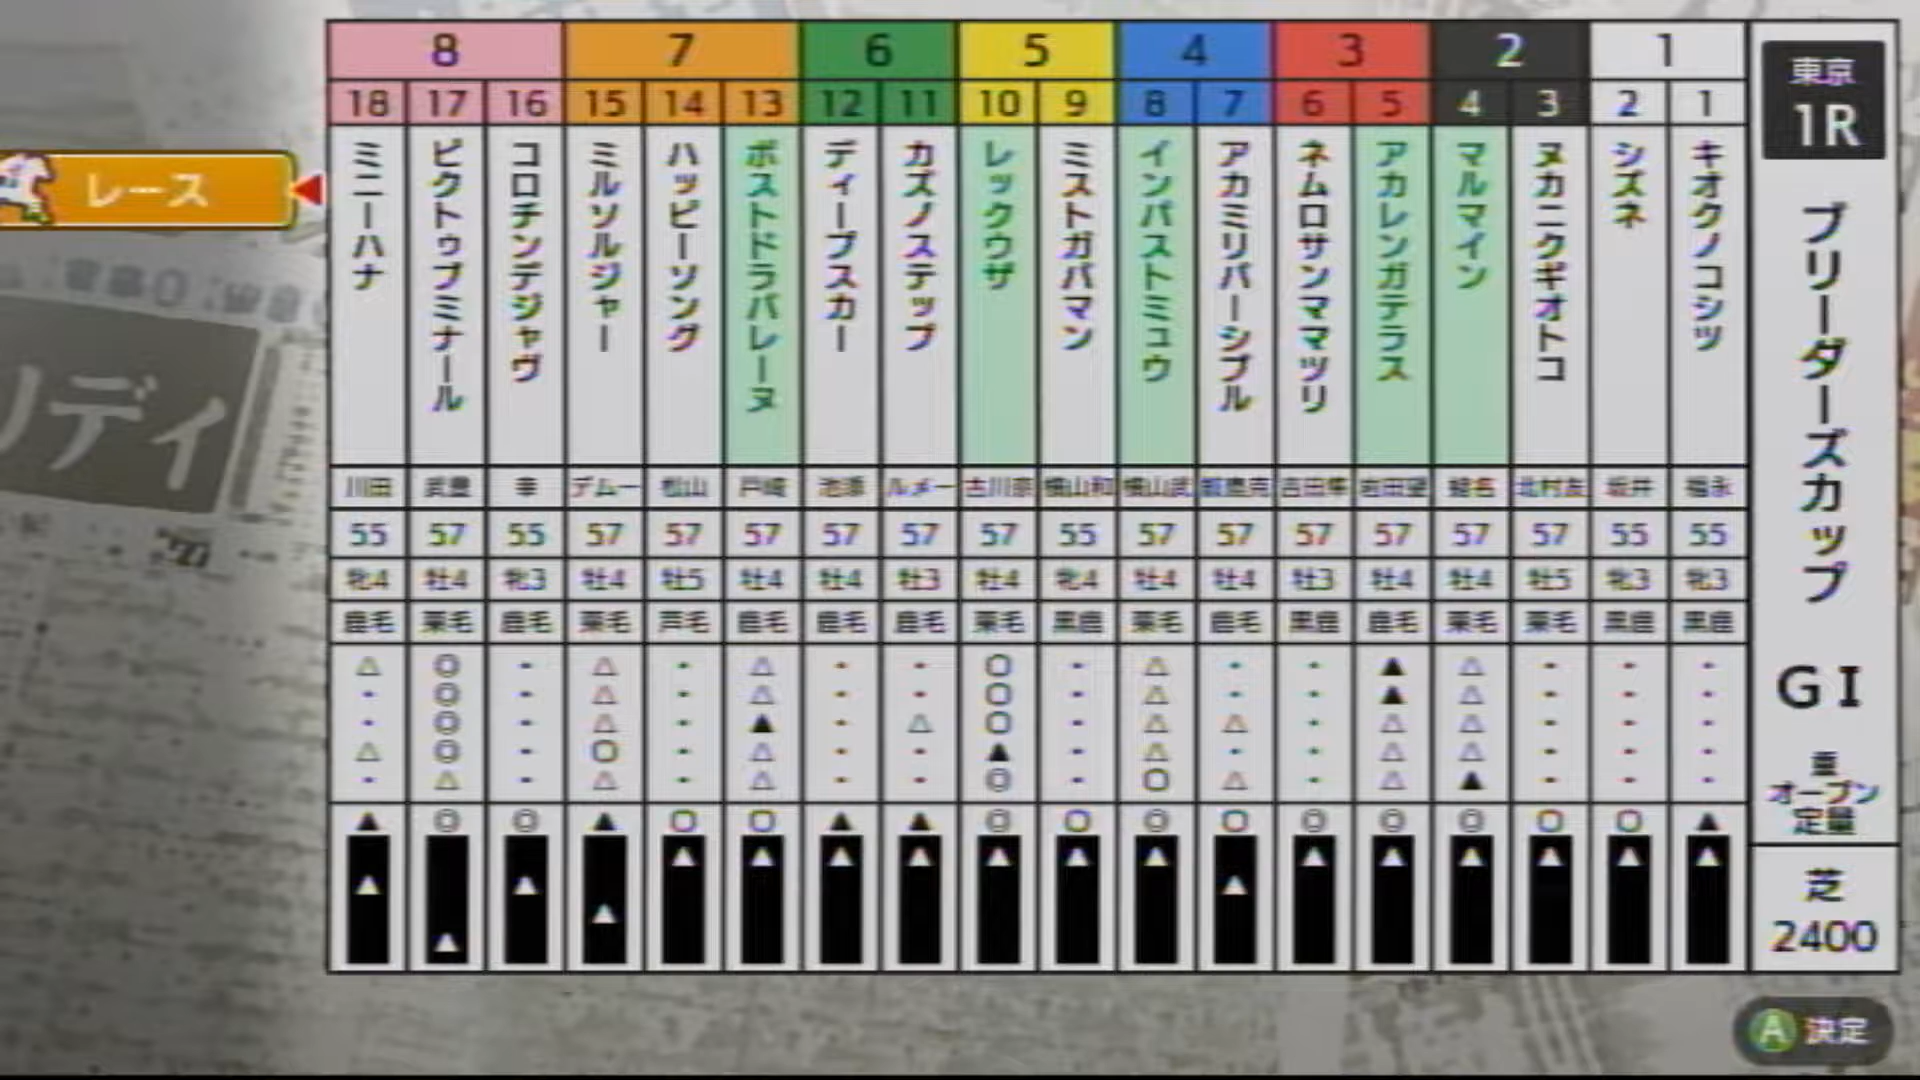 東京
1R
ブリーダーズカップ
GI
重
オープン
定量
芝
2400
レース
8 7 6 5 4 3 2 1
18 17 16 15 14 13 12 11 10 9 8 7 6 5 4 3 2 1
キオクノコシツ
シズネ
ヌカニクギオトコ
マルマイン
アカレンガテラス
ネムロサンママツリ
アカミリバーシブル
インパストミュウ
レックウザ
カズノステップ
ディープスカー
ポストドラバレーヌ
ハッピーソング
ミルソルジャー
コロチンデジャヴ
ピクトゥブミナール
ミニーハナ
川田 武豊 幸 デムー 松山 戸崎 池添 ルメー 古川奈 横山和 横山武 鮫島克 吉田隼 岩田望 蛯名 北村友 坂井 福永
55 57 55 57 57 57 57 57 57 55 57 57 57 57 57 57 55 55
牝4 牡4 牝3 牡4 牡5 牡4 牡4 牡3 牡4 牝4 牡4 牡4 牡3 牡4 牡4 牡5 牝3 牝3
鹿毛 栗毛 鹿毛 栗毛 芦毛 鹿毛 鹿毛 鹿毛 栗毛 黒鹿 栗毛 鹿毛 黒鹿 鹿毛 栗毛 栗毛 黒鹿 黒鹿
A 決定